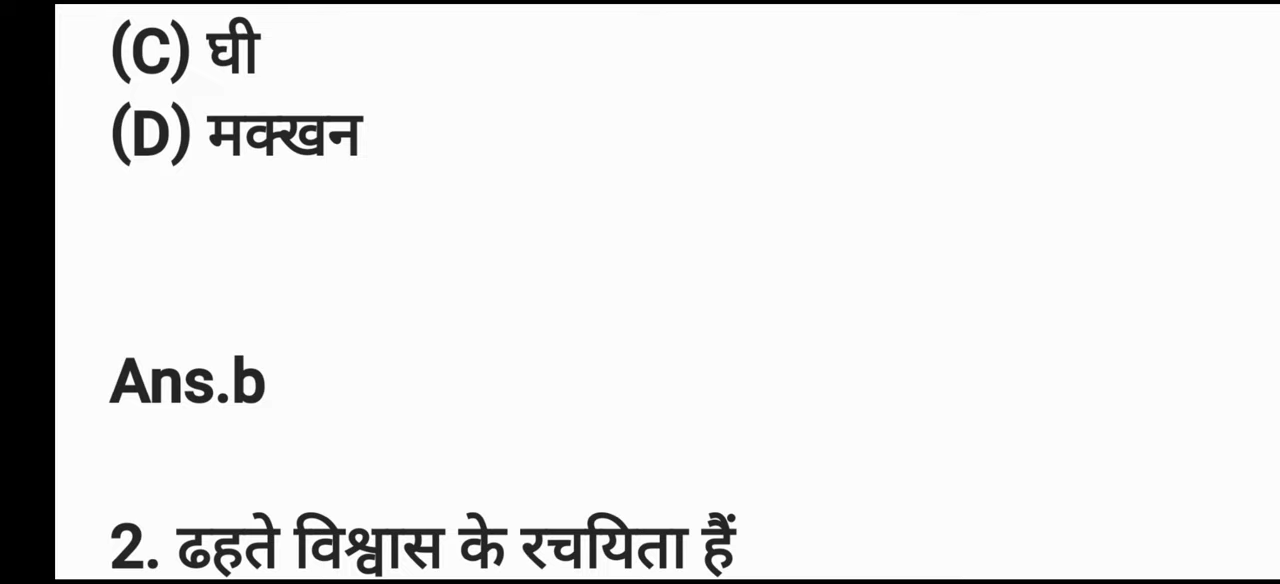 (C) घी
(D) मक्खन
Ans.b
2. ढहते विश्वास के रचयिता हैं